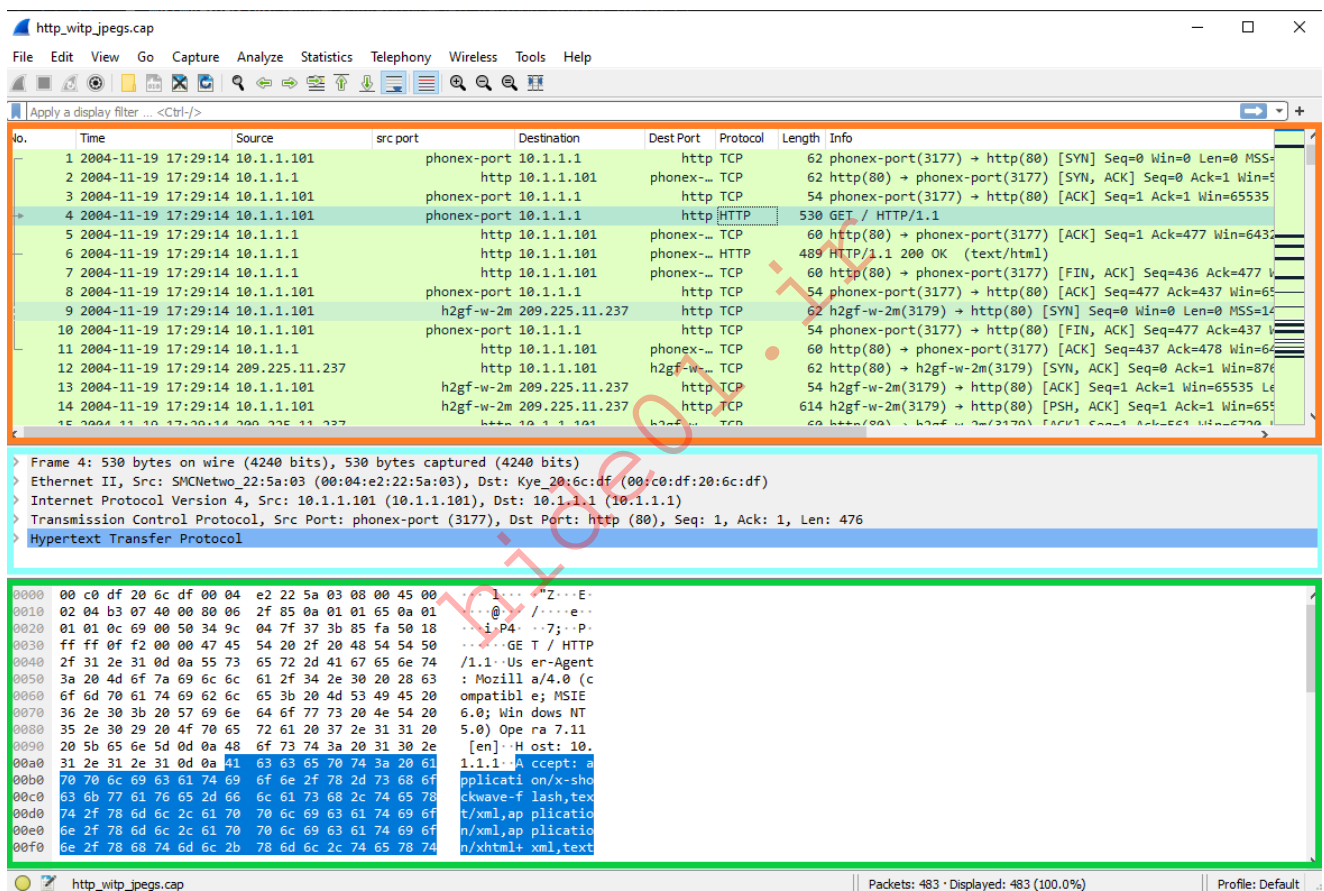 http_witp_jpegs.cap
File Edit View Go Capture Analyze Statistics Telephony Wireless Tools Help
Apply a display filter ... <Ctrl-/>
No. Time Source src port Destination Dest Port Protocol Length Info
1 2004-11-19 17:29:14 10.1.1.101 phonex-port 10.1.1.1 http TCP 62 phonex-port(3177) → http(80) [SYN] Seq=0 Win=0 Len=0 MSS=
2 2004-11-19 17:29:14 10.1.1.1 http 10.1.1.101 phonex-… TCP 62 http(80) → phonex-port(3177) [SYN, ACK] Seq=0 Ack=1 Win=5
3 2004-11-19 17:29:14 10.1.1.101 phonex-port 10.1.1.1 http TCP 54 phonex-port(3177) → http(80) [ACK] Seq=1 Ack=1 Win=65535
4 2004-11-19 17:29:14 10.1.1.101 phonex-port 10.1.1.1 http HTTP 530 GET / HTTP/1.1
5 2004-11-19 17:29:14 10.1.1.1 http 10.1.1.101 phonex-… TCP 60 http(80) → phonex-port(3177) [ACK] Seq=1 Ack=477 Win=6432
6 2004-11-19 17:29:14 10.1.1.1 http 10.1.1.101 phonex-… HTTP 489 HTTP/1.1 200 OK (text/html)
7 2004-11-19 17:29:14 10.1.1.1 http 10.1.1.101 phonex-… TCP 60 http(80) → phonex-port(3177) [FIN, ACK] Seq=436 Ack=477 W
8 2004-11-19 17:29:14 10.1.1.101 phonex-port 10.1.1.1 http TCP 54 phonex-port(3177) → http(80) [ACK] Seq=477 Ack=437 Win=65
9 2004-11-19 17:29:14 10.1.1.101 h2gf-w-2m 209.225.11.237 http TCP 62 h2gf-w-2m(3179) → http(80) [SYN] Seq=0 Win=0 Len=0 MSS=14
10 2004-11-19 17:29:14 10.1.1.101 phonex-port 10.1.1.1 http TCP 54 phonex-port(3177) → http(80) [FIN, ACK] Seq=477 Ack=437 W
11 2004-11-19 17:29:14 10.1.1.1 http 10.1.1.101 phonex-… TCP 60 http(80) → phonex-port(3177) [ACK] Seq=437 Ack=478 Win=64
12 2004-11-19 17:29:14 209.225.11.237 http 10.1.1.101 h2gf-w-… TCP 62 http(80) → h2gf-w-2m(3179) [SYN, ACK] Seq=0 Ack=1 Win=876
13 2004-11-19 17:29:14 10.1.1.101 h2gf-w-2m 209.225.11.237 http TCP 54 h2gf-w-2m(3179) → http(80) [ACK] Seq=1 Ack=1 Win=65535 Le
14 2004-11-19 17:29:14 10.1.1.101 h2gf-w-2m 209.225.11.237 http TCP 614 h2gf-w-2m(3179) → http(80) [PSH, ACK] Seq=1 Ack=1 Win=655
15 2004-11-19 17:29:14 209.225.11.237 http 10.1.1.101 h2gf-w-… TCP 60 http(80) → h2gf-w-2m(3179) [ACK] Seq=1 Ack=561 Win=6720 L
Frame 4: 530 bytes on wire (4240 bits), 530 bytes captured (4240 bits)
Ethernet II, Src: SMCNetwo_22:5a:03 (00:04:e2:22:5a:03), Dst: Kye_20:6c:df (00:c0:df:20:6c:df)
Internet Protocol Version 4, Src: 10.1.1.101 (10.1.1.101), Dst: 10.1.1.1 (10.1.1.1)
Transmission Control Protocol, Src Port: phonex-port (3177), Dst Port: http (80), Seq: 1, Ack: 1, Len: 476
Hypertext Transfer Protocol
0000 00 c0 df 20 6c df 00 04 e2 22 5a 03 08 00 45 00 ··· l··· ·"Z···E·
0010 02 04 b3 07 40 00 80 06 2f 85 0a 01 01 65 0a 01 ····@··· /····e··
0020 01 01 0c 69 00 50 34 9c 04 7f 37 3b 85 fa 50 18 ···i·P4· ··7;··P·
0030 ff ff 0f f2 00 00 47 45 54 20 2f 20 48 54 54 50 ······GE T / HTTP
0040 2f 31 2e 31 0d 0a 55 73 65 72 2d 41 67 65 6e 74 /1.1··Us er-Agent
0050 3a 20 4d 6f 7a 69 6c 6c 61 2f 34 2e 30 20 28 63 : Mozill a/4.0 (c
0060 6f 6d 70 61 74 69 62 6c 65 3b 20 4d 53 49 45 20 ompatibl e; MSIE
0070 36 2e 30 3b 20 57 69 6e 64 6f 77 73 20 4e 54 20 6.0; Win dows NT
0080 35 2e 30 29 20 4f 70 65 72 61 20 37 2e 31 31 20 5.0) Ope ra 7.11
0090 20 5b 65 6e 5d 0d 0a 48 6f 73 74 3a 20 31 30 2e [en]··H ost: 10.
00a0 31 2e 31 2e 31 0d 0a 41 63 63 65 70 74 3a 20 61 1.1.1··A ccept: a
00b0 70 70 6c 69 63 61 74 69 6f 6e 2f 78 2d 73 68 6f pplicati on/x-sho
00c0 63 6b 77 61 76 65 2d 66 6c 61 73 68 2c 74 65 78 ckwave-f lash,tex
00d0 74 2f 78 6d 6c 2c 61 70 70 6c 69 63 61 74 69 6f t/xml,ap plicatio
00e0 6e 2f 78 6d 6c 2c 61 70 70 6c 69 63 61 74 69 6f n/xml,ap plicatio
00f0 6e 2f 78 68 74 6d 6c 2b 78 6d 6c 2c 74 65 78 74 n/xhtml+ xml,text
http_witp_jpegs.cap Packets: 483 · Displayed: 483 (100.0%) Profile: Default
hide01.ir